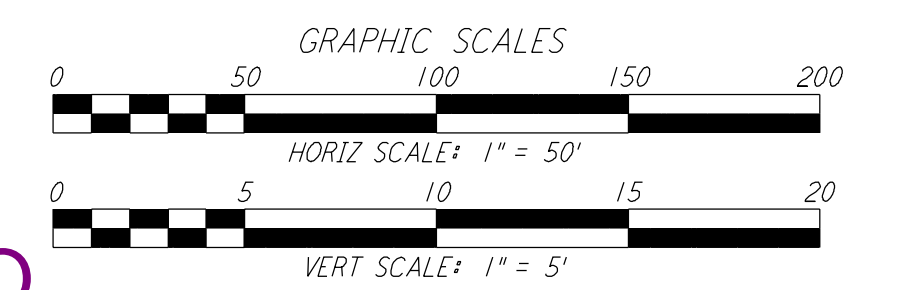 GRAPHIC SCALES
0 50 100 150 200
HORIZ SCALE: 1" = 50'
0 5 10 15 20
VERT SCALE: 1" = 5'